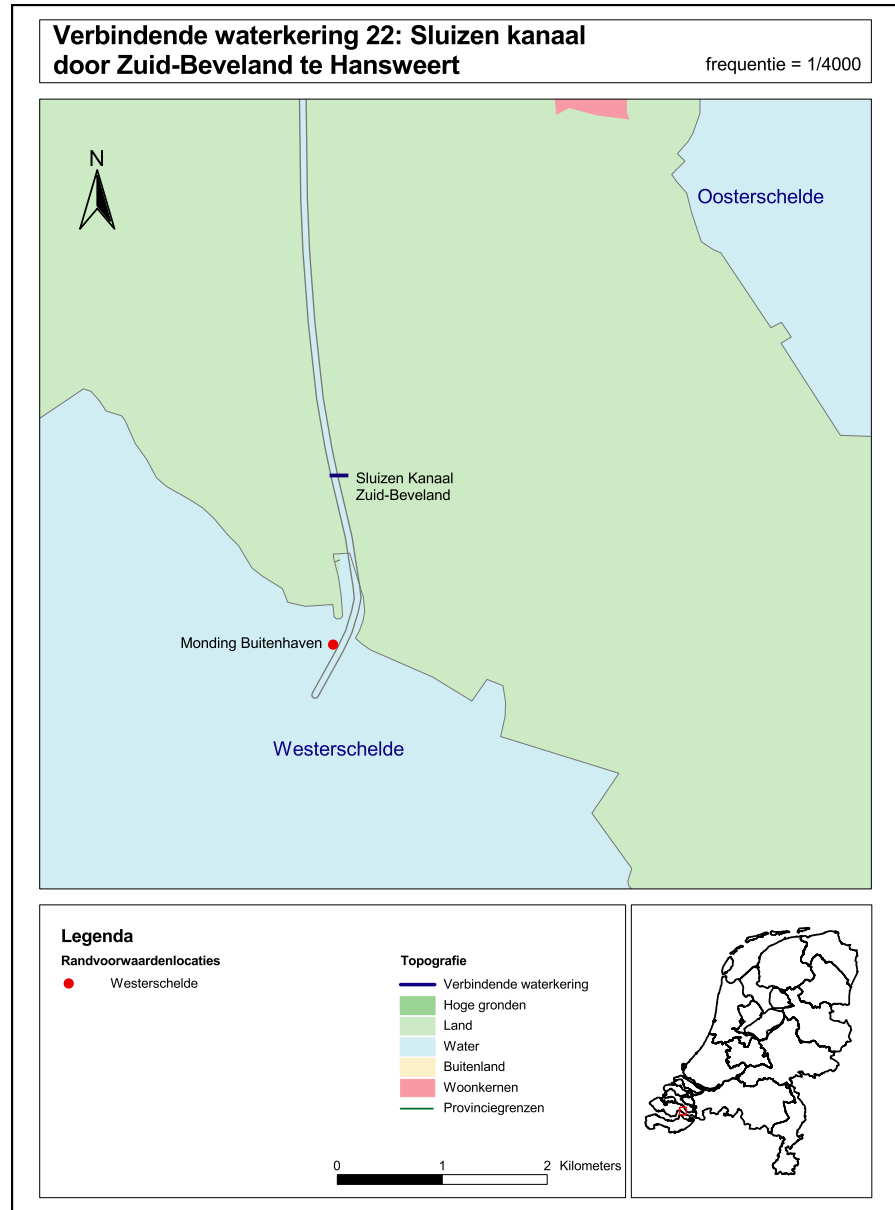 Verbindende waterkering 22: Sluizen kanaal
door Zuid-Beveland te Hansweert
frequentie = 1/4000
N
Oosterschelde
Sluizen Kanaal
Zuid-Beveland
Monding Buitenhaven
Westerschelde
Legenda
Randvoorwaardenlocaties
Westerschelde
Topografie
Verbindende waterkering
Hoge gronden
Land
Water
Buitenland
Woonkernen
Provinciegrenzen
0 1 2 Kilometers